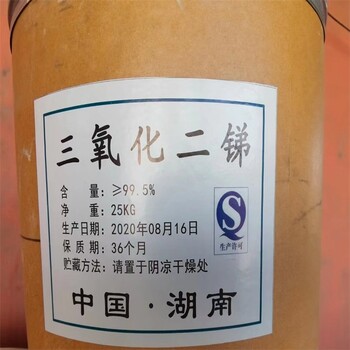 三氧化二锑
含 量：≥99.5%
净 重：25KG
生产日期：2020年08月16日
保 质 期：36个月
贮藏方法：请置于阴凉干燥处
生产许可
中国·湖南